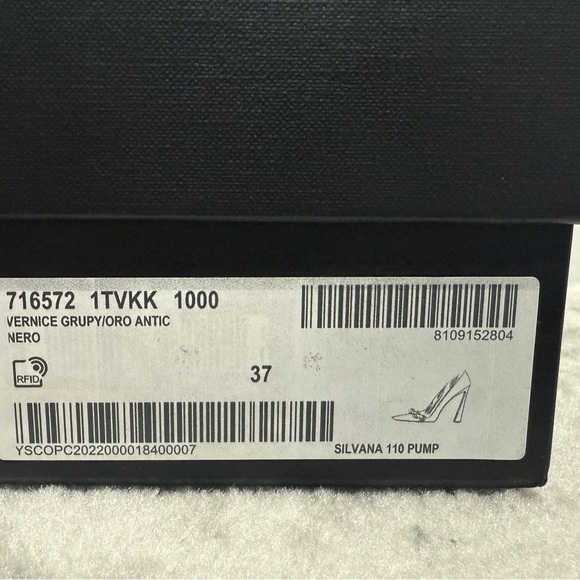 716572 1TVKK 1000
VERNICE GRUPY/ORO ANTIC
NERO
8109152804
RFID
37
YSCOPC2022000018400007
SILVANA 110 PUMP